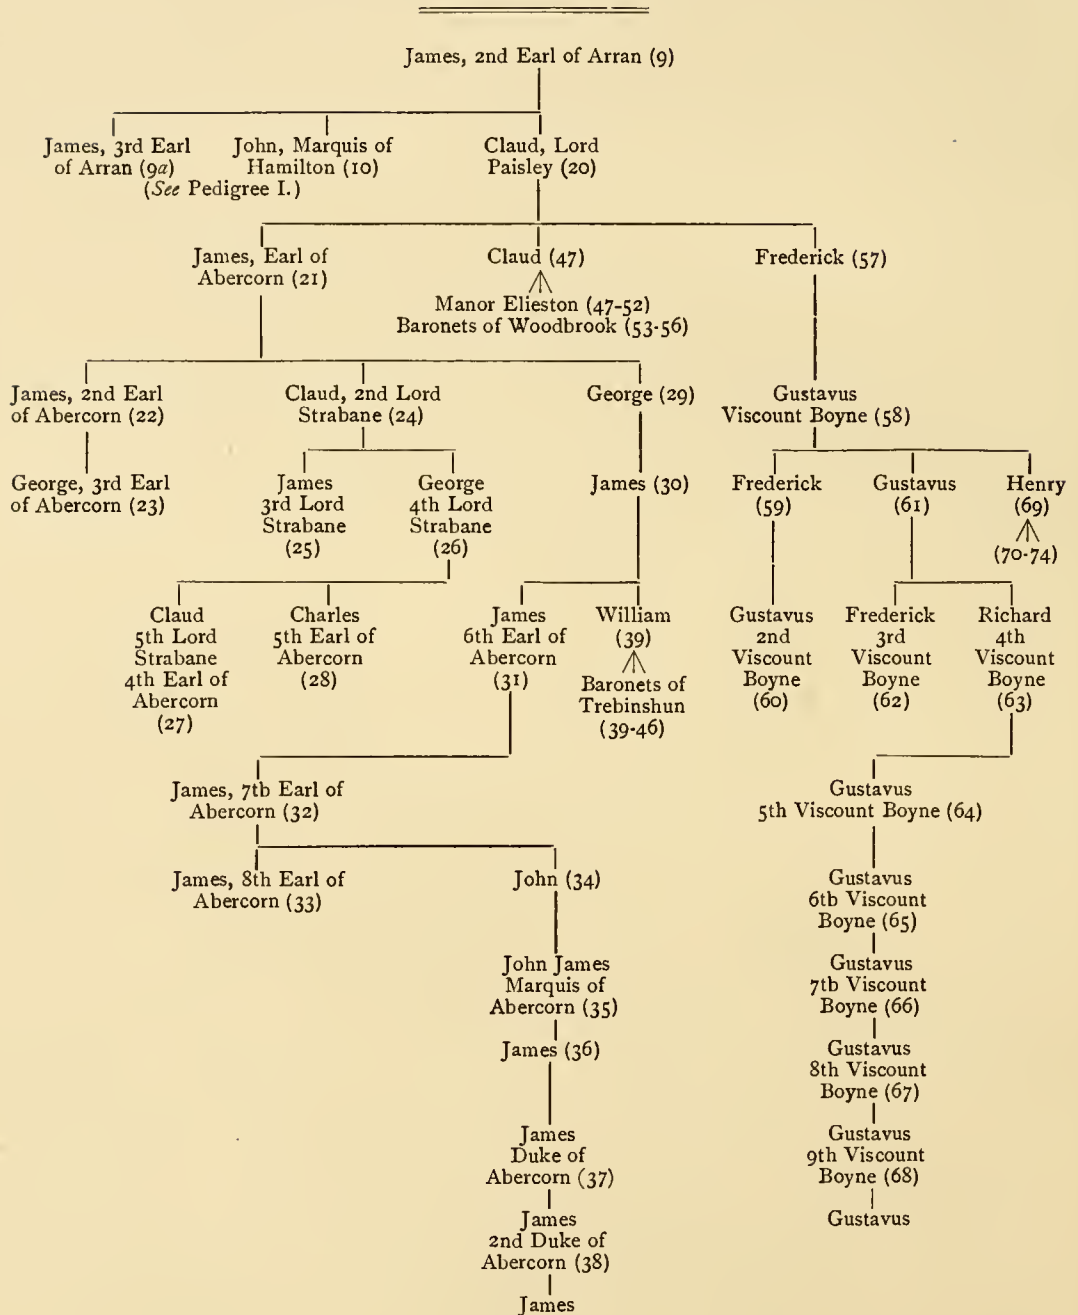 James, 2nd Earl of Arran (9)
James, 3rd Earl
of Arran (9a)
John, Marquis of
Hamilton (10)
(See Pedigree I.)
Claud, Lord
Paisley (20)
James, Earl of
Abercorn (21)
Claud (47)
Manor Elieston (47-52)
Baronets of Woodbrook (53-56)
Frederick (57)
James, 2nd Earl
of Abercorn (22)
Claud, 2nd Lord
Strabane (24)
George (29)
Gustavus
Viscount Boyne (58)
George, 3rd Earl
of Abercorn (23)
James
3rd Lord
Strabane
(25)
George
4th Lord
Strabane
(26)
James (30)
Frederick
(59)
Gustavus
(61)
Henry
(69)
(70-74)
Claud
5th Lord
Strabane
4th Earl of
Abercorn
(27)
Charles
5th Earl of
Abercorn
(28)
James
6th Earl of
Abercorn
(31)
William
(39)
Baronets of
Trebinshun
(39-46)
Gustavus
2nd
Viscount
Boyne
(60)
Frederick
3rd
Viscount
Boyne
(62)
Richard
4th
Viscount
Boyne
(63)
James, 7th Earl of
Abercorn (32)
Gustavus
5th Viscount Boyne (64)
James, 8th Earl of
Abercorn (33)
John (34)
Gustavus
6th Viscount
Boyne (65)
John James
Marquis of
Abercorn (35)
Gustavus
7th Viscount
Boyne (66)
James (36)
Gustavus
8th Viscount
Boyne (67)
James
Duke of
Abercorn (37)
Gustavus
9th Viscount
Boyne (68)
James
2nd Duke of
Abercorn (38)
Gustavus
James